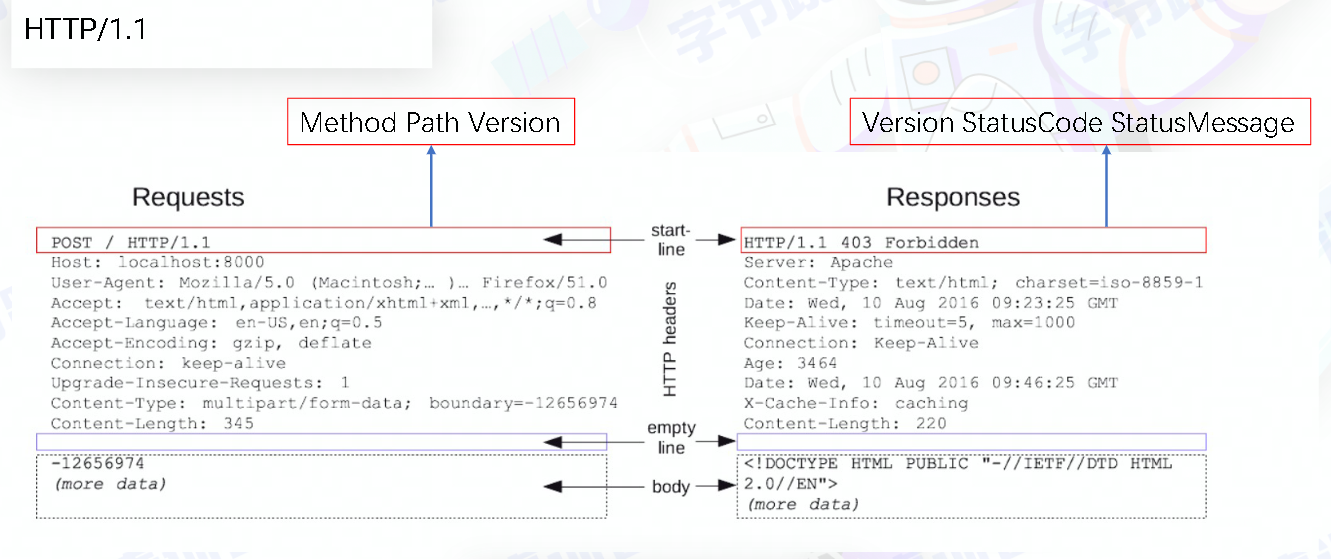 HTTP/1.1
字节跳
字节跳
Method Path Version
Version StatusCode StatusMessage
Requests
Responses
POST / HTTP/1.1
Host: localhost:8000
User-Agent: Mozilla/5.0 (Macintosh;… )… Firefox/51.0
Accept: text/html,application/xhtml+xml,…,*/*;q=0.8
Accept-Language: en-US,en;q=0.5
Accept-Encoding: gzip, deflate
Connection: keep-alive
Upgrade-Insecure-Requests: 1
Content-Type: multipart/form-data; boundary=-12656974
Content-Length: 345
-12656974
(more data)
start-
line
HTTP headers
empty
line
body
HTTP/1.1 403 Forbidden
Server: Apache
Content-Type: text/html; charset=iso-8859-1
Date: Wed, 10 Aug 2016 09:23:25 GMT
Keep-Alive: timeout=5, max=1000
Connection: Keep-Alive
Age: 3464
Date: Wed, 10 Aug 2016 09:46:25 GMT
X-Cache-Info: caching
Content-Length: 220
<!DOCTYPE HTML PUBLIC "-//IETF//DTD HTML
2.0//EN">
(more data)